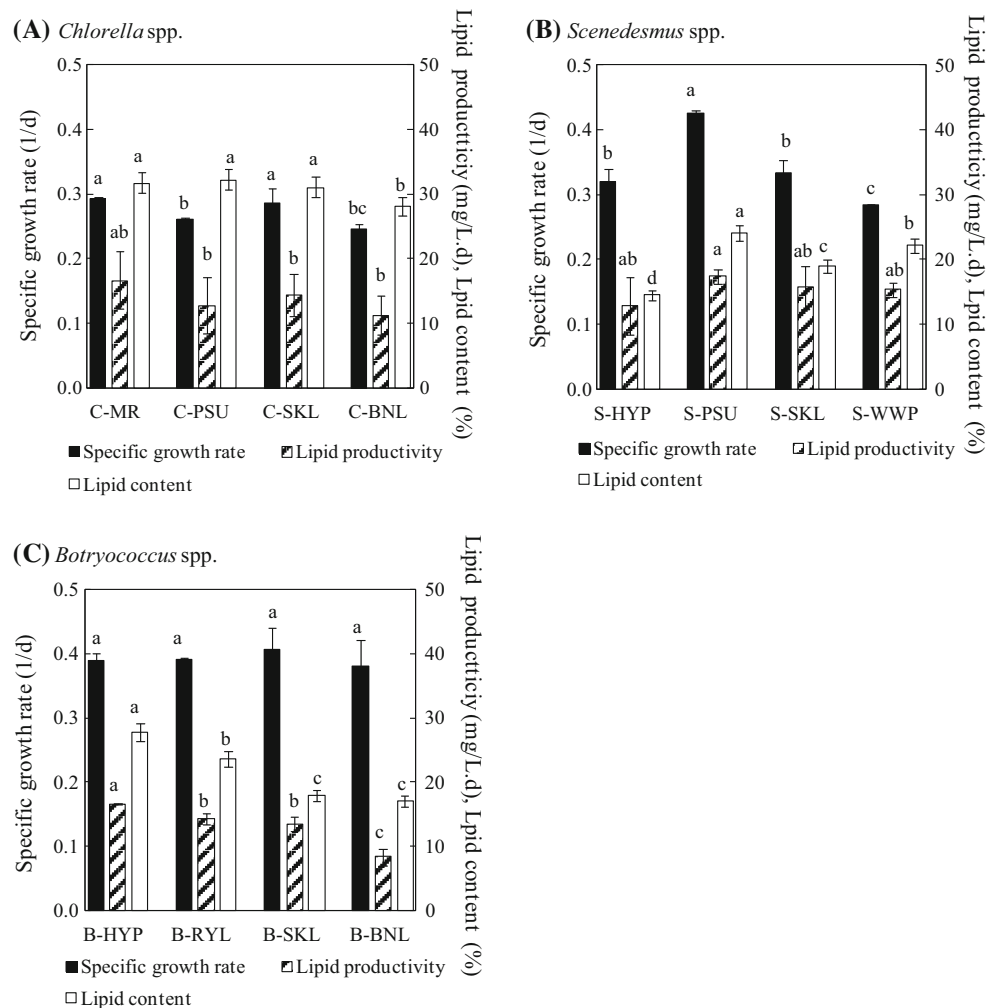 (A) Chlorella spp.
Specific growth rate (1/d)
0.5
0.4
0.3
0.2
0.1
0.0
a
ab
a
b
b
a
a
b
a
bc
b
b
50
40
30
20
10
0
Lipid productticiy (mg/L.d), Lpid content (%)
C-MR C-PSU C-SKL C-BNL
Specific growth rate Lipid productivity
Lipid content
(B) Scenedesmus spp.
Specific growth rate (1/d)
0.5
0.4
0.3
0.2
0.1
0.0
b
ab
d
a
a
a
b
ab
c
c
ab
b
50
40
30
20
10
0
Lipid productticiy (mg/L.d), Lpid content (%)
S-HYP S-PSU S-SKL S-WWP
Specific growth rate Lipid productivity
Lipid content
(C) Botryococcus spp.
Specific growth rate (1/d)
0.5
0.4
0.3
0.2
0.1
0.0
a
a
a
a
b
b
a
b
c
a
c
c
50
40
30
20
10
0
Lipid productticiy (mg/L.d), Lpid content (%)
B-HYP B-RYL B-SKL B-BNL
Specific growth rate Lipid productivity
Lipid content